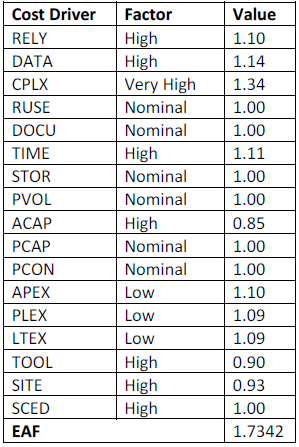 Cost Driver Factor Value
RELY High 1.10
DATA High 1.14
CPLX Very High 1.34
RUSE Nominal 1.00
DOCU Nominal 1.00
TIME High 1.11
STOR Nominal 1.00
PVOL Nominal 1.00
ACAP High 0.85
PCAP Nominal 1.00
PCON Nominal 1.00
APEX Low 1.10
PLEX Low 1.09
LTEX Low 1.09
TOOL High 0.90
SITE High 0.93
SCED High 1.00
EAF 1.7342